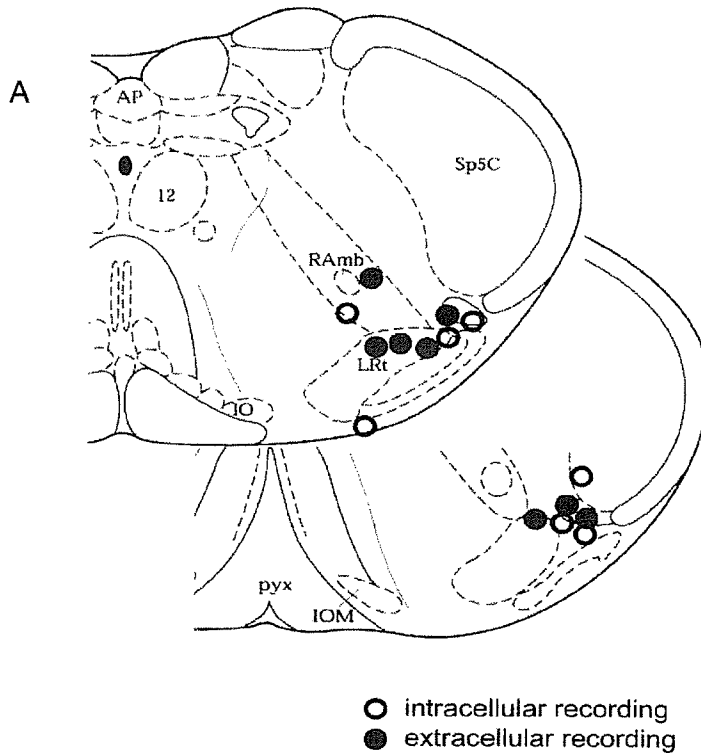 A
AP
12
Sp5C
RAmb
LRt
IO
pyx
IOM
intracellular recording
extracellular recording